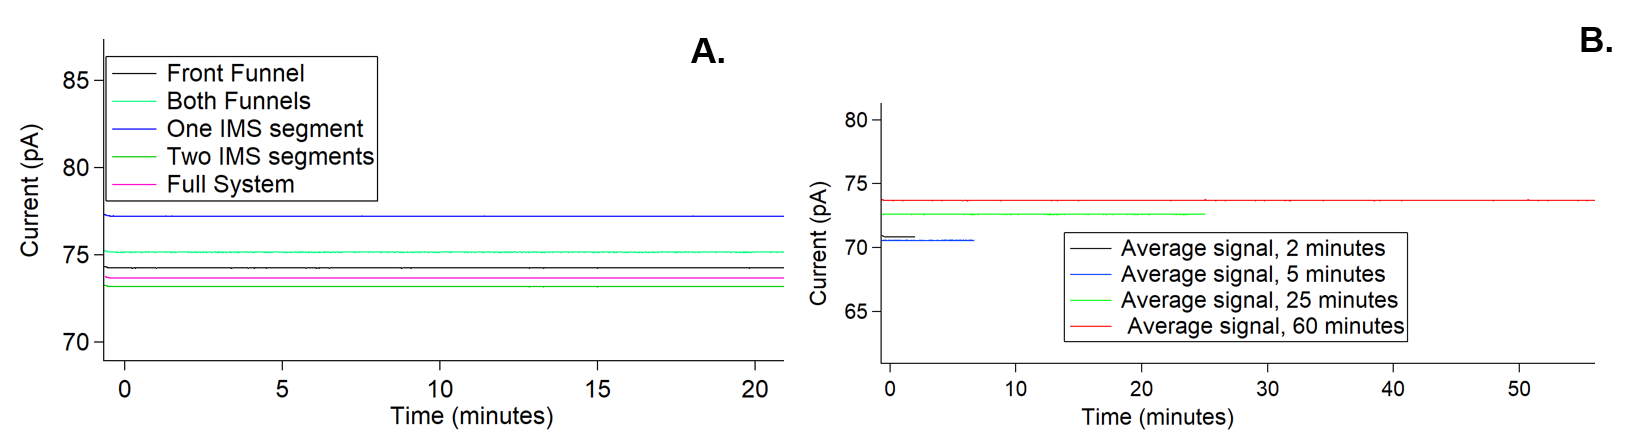 A.
85
80
75
70
Current (pA)
Front Funnel
Both Funnels
One IMS segment
Two IMS segments
Full System
0 5 10 15 20
Time (minutes)
B.
80
75
70
65
Current (pA)
Average signal, 2 minutes
Average signal, 5 minutes
Average signal, 25 minutes
Average signal, 60 minutes
0 10 20 30 40 50
Time (minutes)